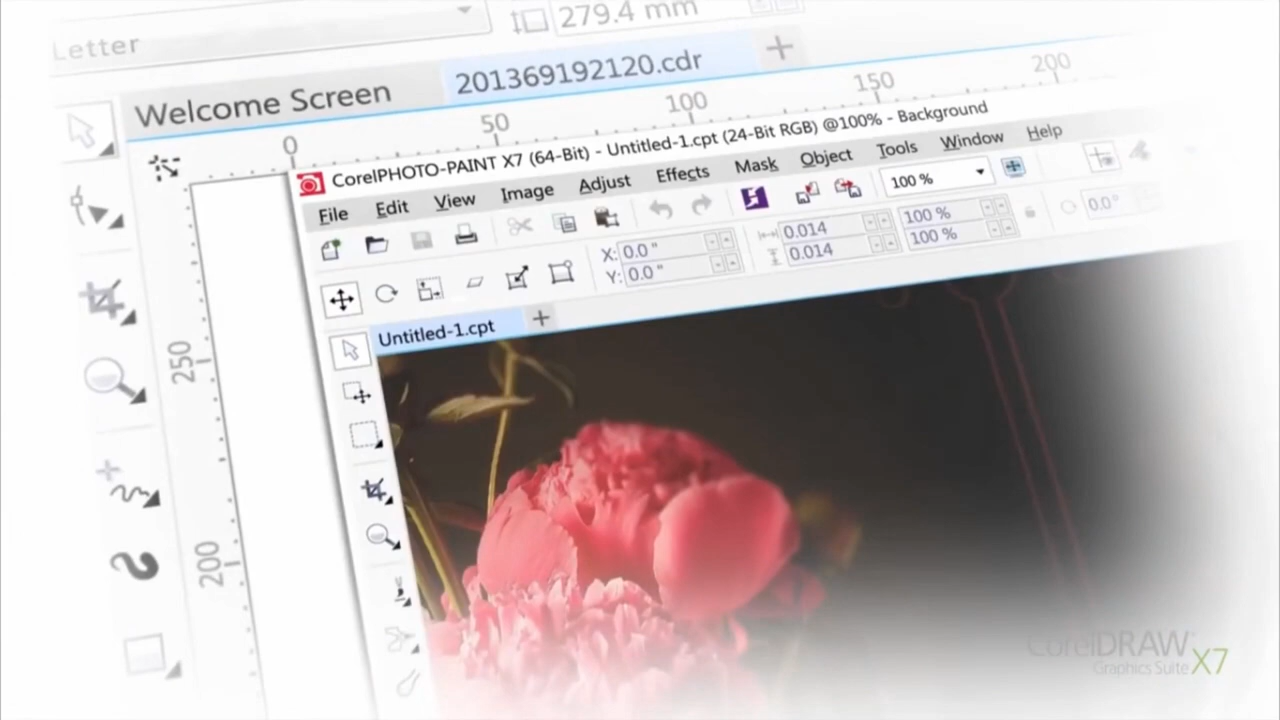 Letter
279.4 mm
Welcome Screen
201369192120.cdr
0
50
100
150
200
CorelPHOTO-PAINT X7 (64-Bit) - Untitled-1.cpt (24-Bit RGB) @100% - Background
File Edit View Image Adjust Effects Mask Object Tools Window Help
100 %
X: 0.0 "
Y: 0.0 "
0.014
0.014
100 %
100 %
0.0°
Untitled-1.cpt
250
200
CorelDRAW
Graphics Suite X7